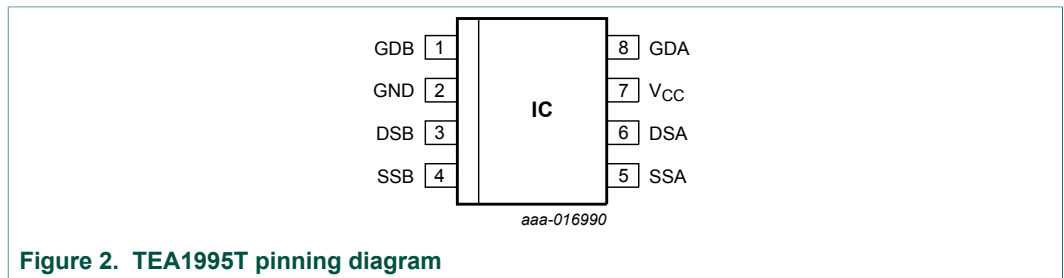 GDB 1 8 GDA
GND 2 7 VCC
IC
DSB 3 6 DSA
SSB 4 5 SSA
aaa-016990
Figure 2. TEA1995T pinning diagram